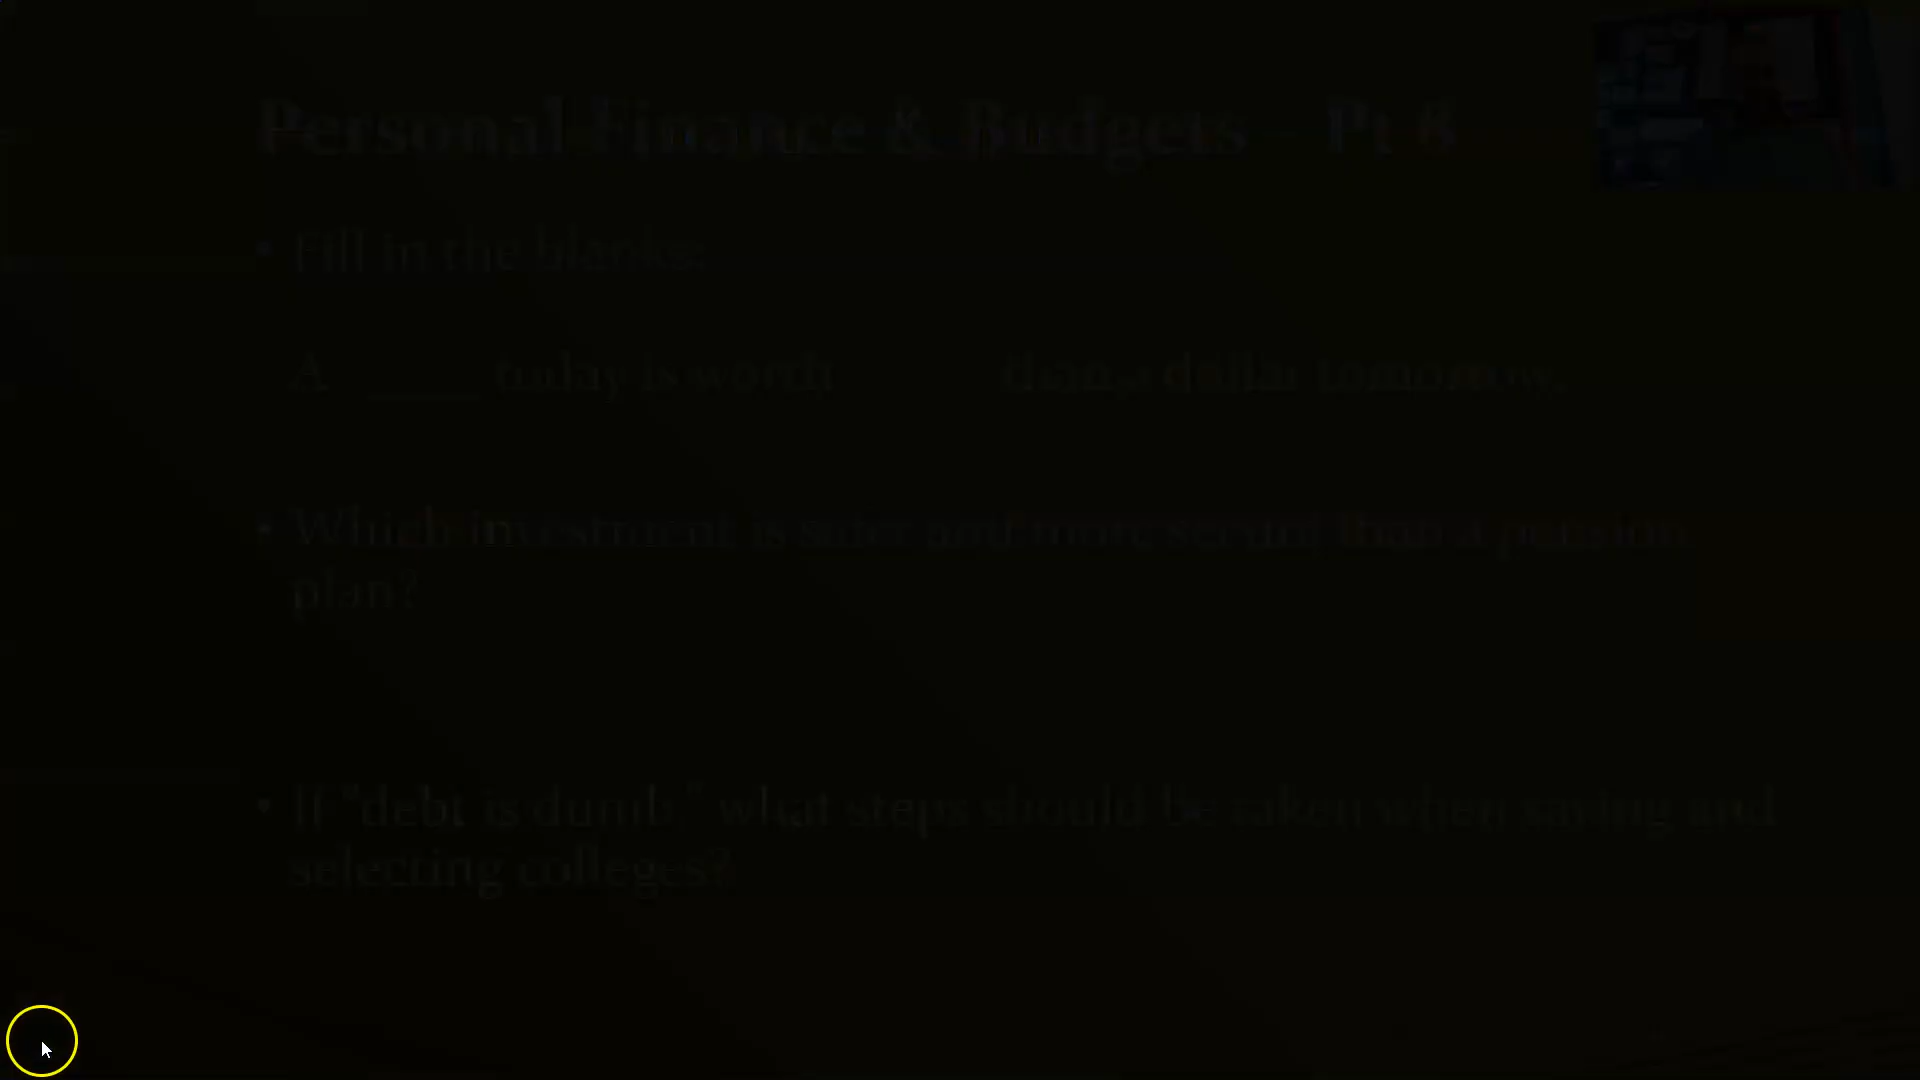 Personal Finance & Budgets – Pt 8
• Fill in the blanks:
A _____ today is worth than a dollar tomorrow.
• Which investment is safer and more secure than a pension
plan?
• If "debt is dumb," what steps should be taken when saving and
selecting colleges?